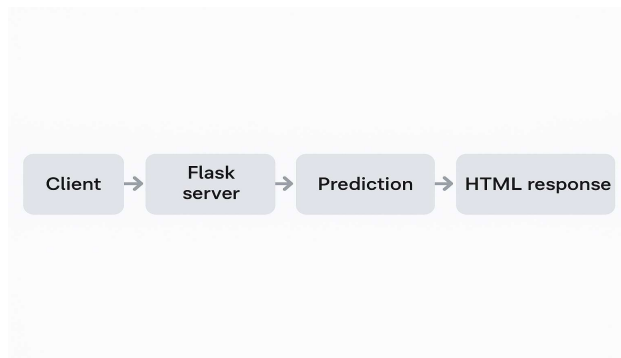 Client
Flask
server
Prediction
HTML response